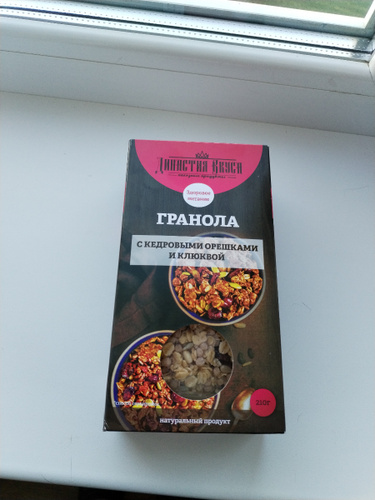 Династия Вкуса
Здоровое
питание
ГРАНОЛА
С КЕДРОВЫМИ ОРЕШКАМИ
И КЛЮКВОЙ
210г
натуральный продукт